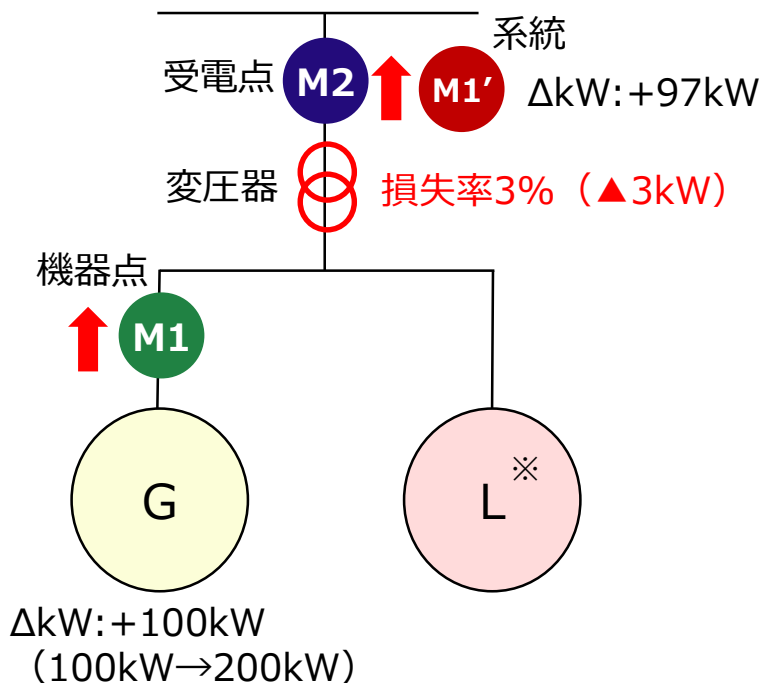 系統
受電点
M2
M1′
ΔkW:+97kW
変圧器
損失率3%（▲3kW）
機器点
M1
G
L※
ΔkW:+100kW
（100kW→200kW）